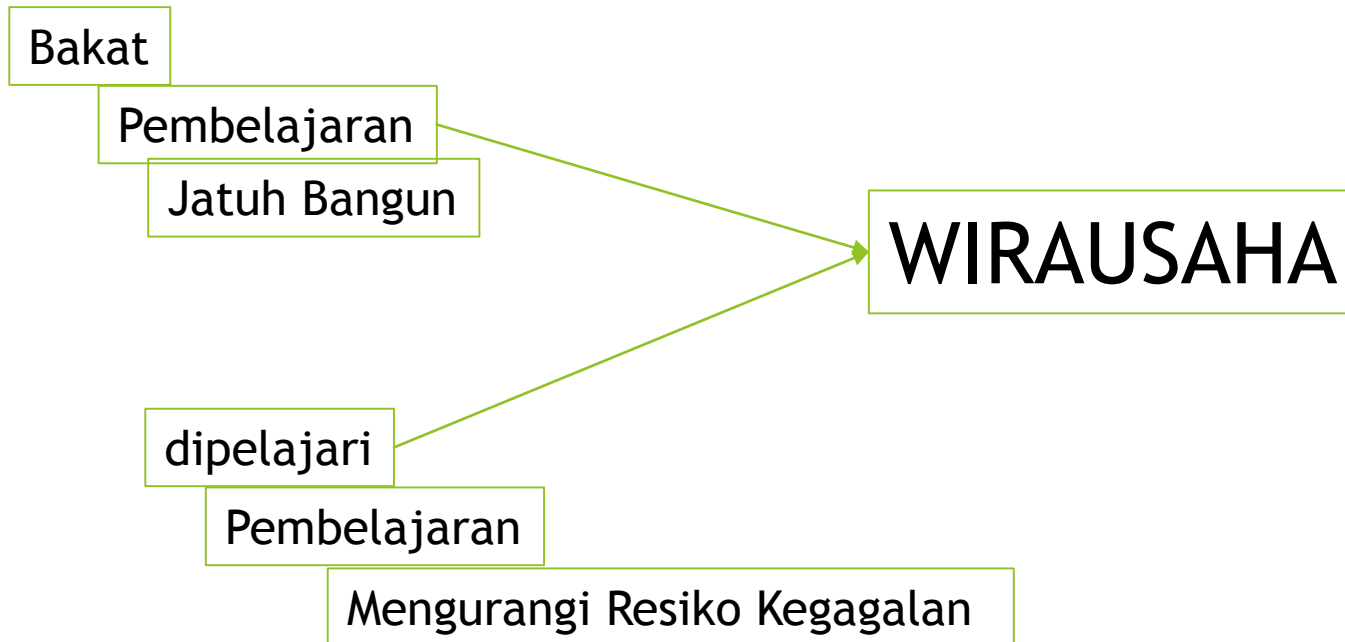 Bakat
Pembelajaran
Jatuh Bangun
WIRAUSAHA
dipelajari
Pembelajaran
Mengurangi Resiko Kegagalan